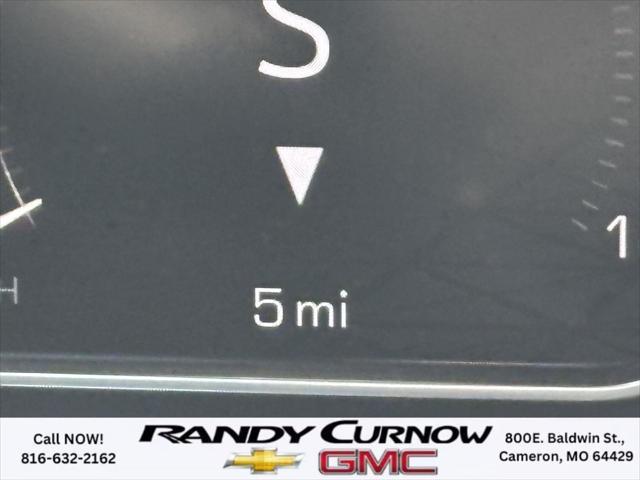 S
1
H
5 mi
Call NOW!
816-632-2162
RANDY CURNOW
GMC
800E. Baldwin St.,
Cameron, MO 64429